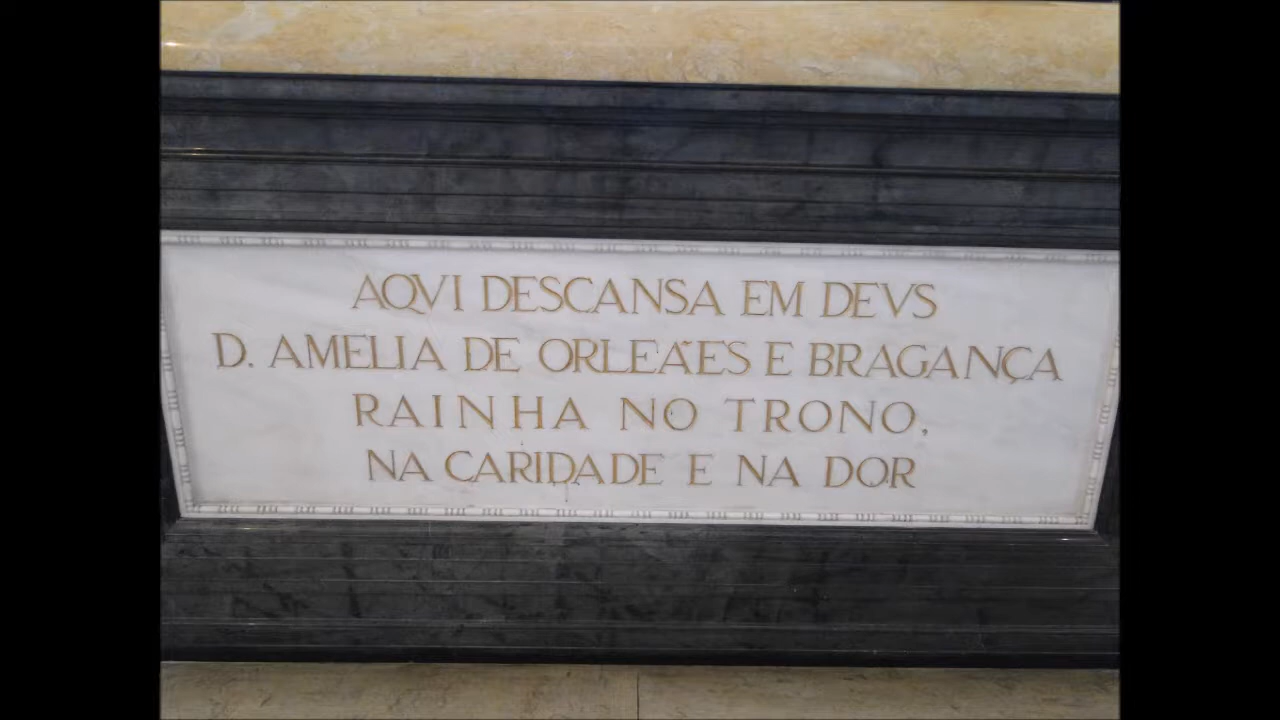 AQVI DESCANSA EM DEVS
D. AMELIA DE ORLEÃES E BRAGANÇA
RAINHA NO TRONO,
NA CARIDADE E NA DOR